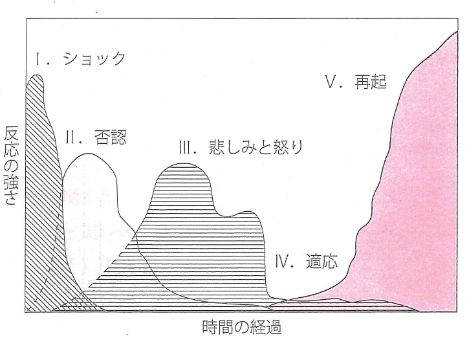 Ⅰ．ショック
Ⅱ．否認
Ⅲ．悲しみと怒り
Ⅳ．適応
Ⅴ．再起
反応の強さ
時間の経過